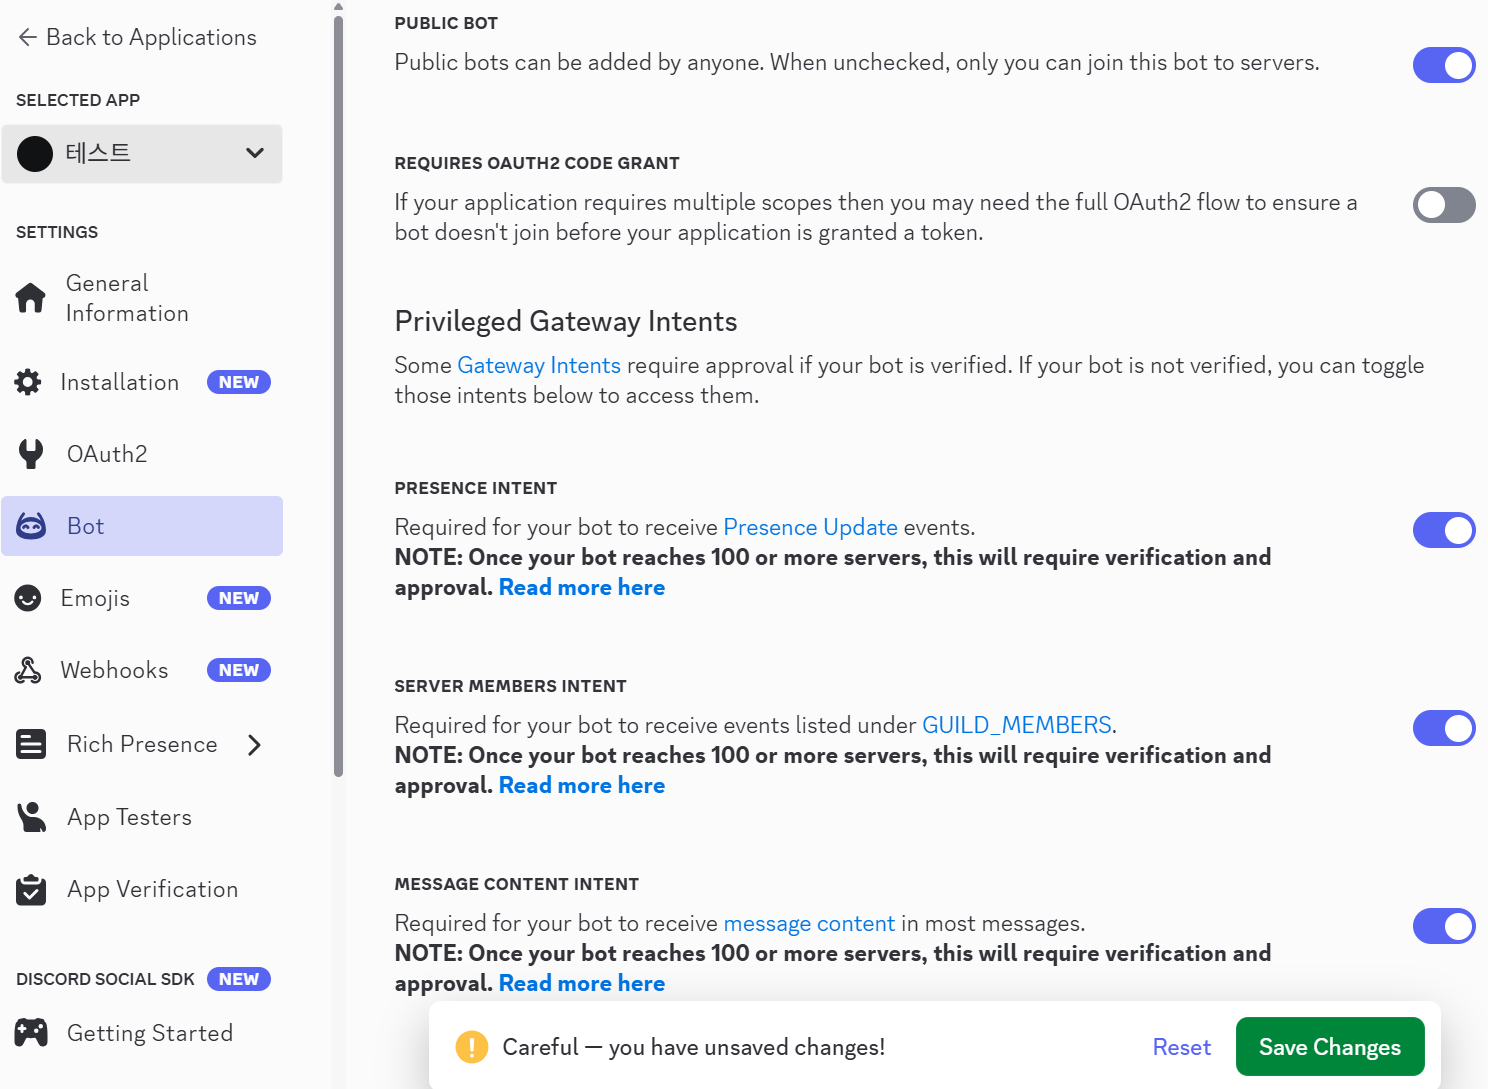 Back to Applications
SELECTED APP
테스트
SETTINGS
General
Information
Installation NEW
OAuth2
Bot
Emojis NEW
Webhooks NEW
Rich Presence
App Testers
App Verification
DISCORD SOCIAL SDK NEW
Getting Started
PUBLIC BOT
Public bots can be added by anyone. When unchecked, only you can join this bot to servers.
REQUIRES OAUTH2 CODE GRANT
If your application requires multiple scopes then you may need the full OAuth2 flow to ensure a
bot doesn't join before your application is granted a token.
Privileged Gateway Intents
Some Gateway Intents require approval if your bot is verified. If your bot is not verified, you can toggle
those intents below to access them.
PRESENCE INTENT
Required for your bot to receive Presence Update events.
NOTE: Once your bot reaches 100 or more servers, this will require verification and
approval. Read more here
SERVER MEMBERS INTENT
Required for your bot to receive events listed under GUILD_MEMBERS.
NOTE: Once your bot reaches 100 or more servers, this will require verification and
approval. Read more here
MESSAGE CONTENT INTENT
Required for your bot to receive message content in most messages.
NOTE: Once your bot reaches 100 or more servers, this will require verification and
approval. Read more here
Careful — you have unsaved changes! Reset Save Changes